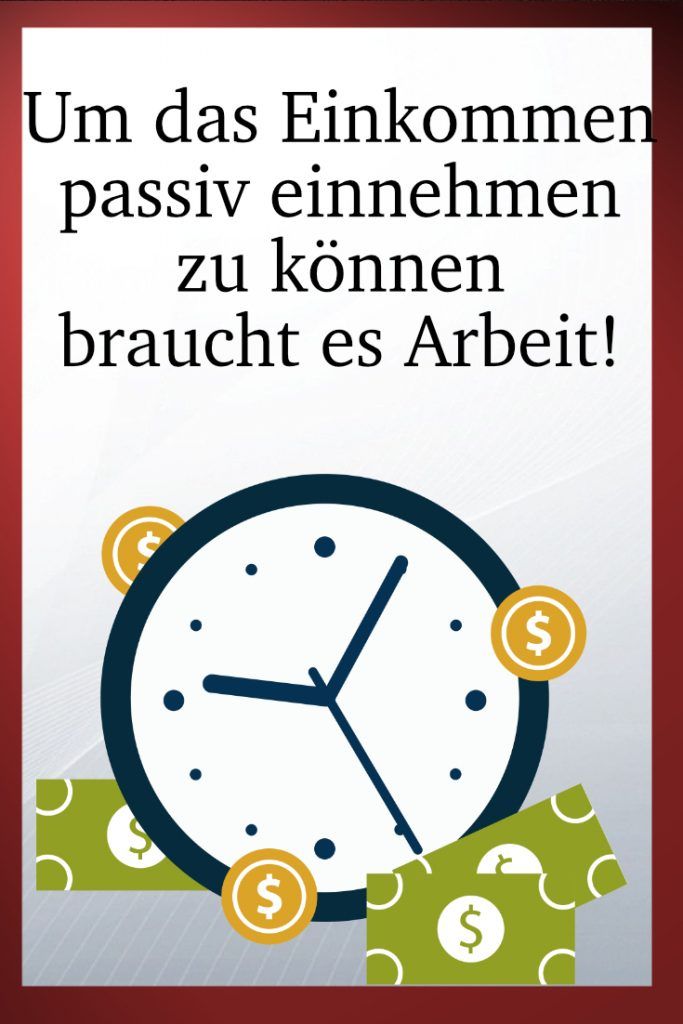 Um das Einkommen
passiv einnehmen
zu können
braucht es Arbeit!
$
$
$
$
$
$